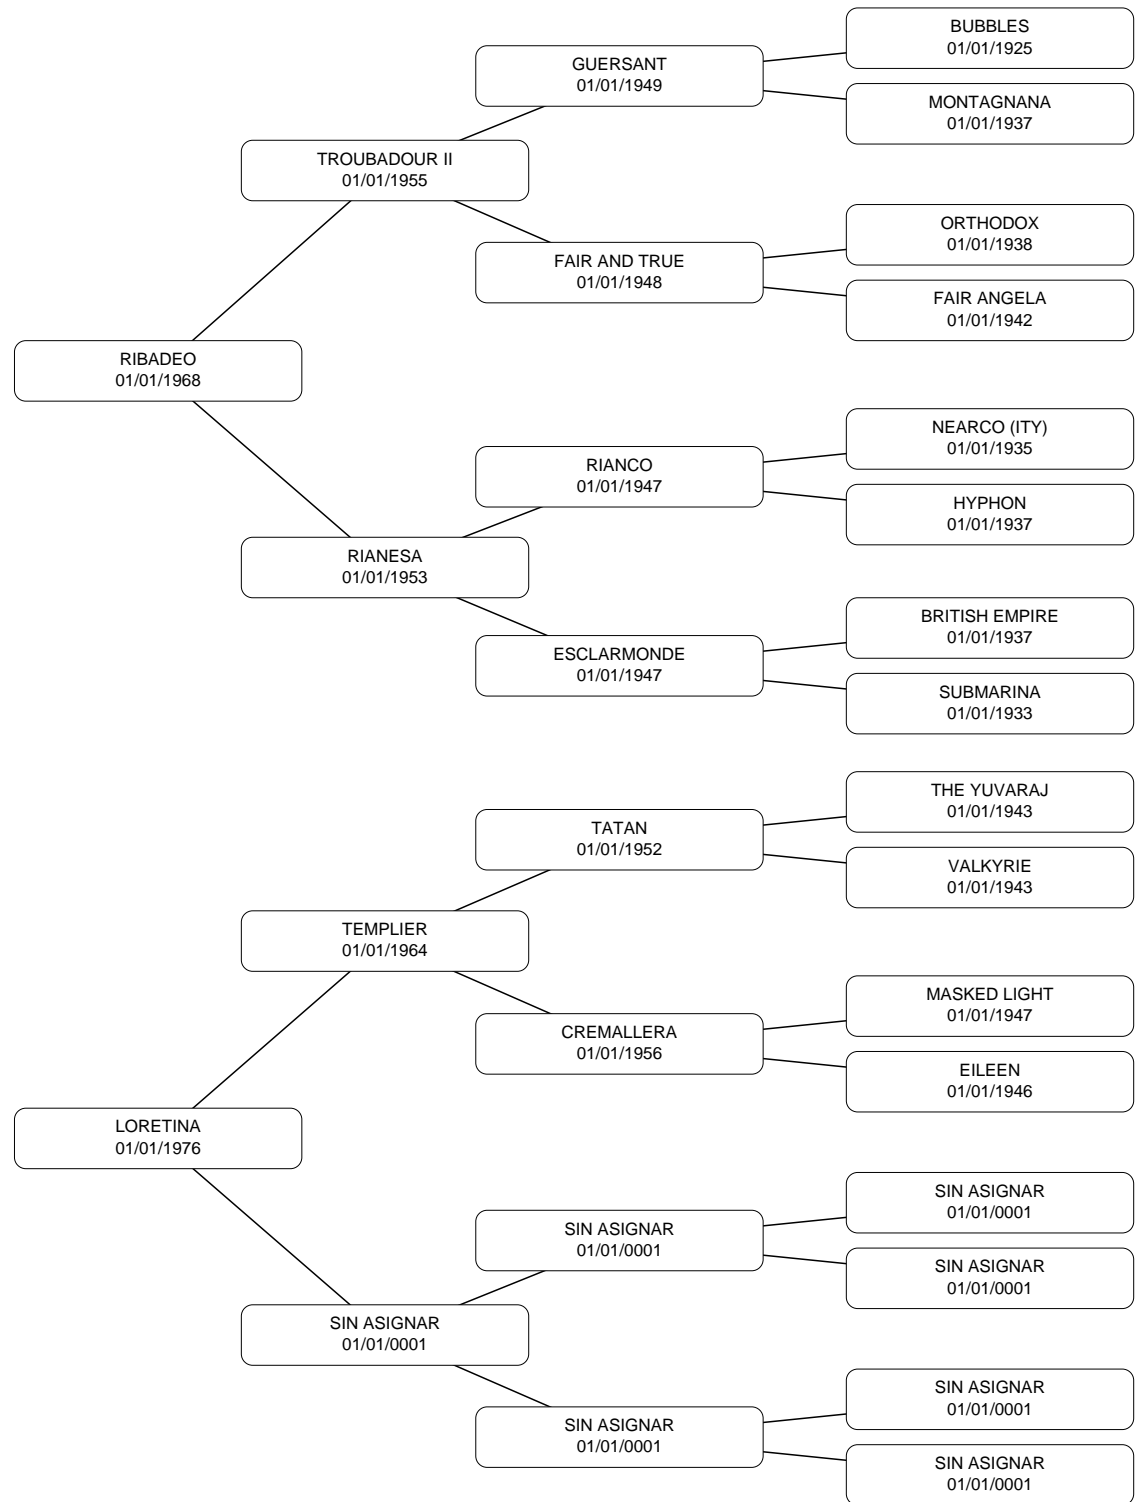 BUBBLES
01/01/1925
GUERSANT
01/01/1949
MONTAGNANA
01/01/1937
TROUBADOUR II
01/01/1955
ORTHODOX
01/01/1938
FAIR AND TRUE
01/01/1948
FAIR ANGELA
01/01/1942
RIBADEO
01/01/1968
NEARCO (ITY)
01/01/1935
RIANCO
01/01/1947
HYPHON
01/01/1937
RIANESA
01/01/1953
BRITISH EMPIRE
01/01/1937
ESCLARMONDE
01/01/1947
SUBMARINA
01/01/1933
THE YUVARAJ
01/01/1943
TATAN
01/01/1952
VALKYRIE
01/01/1943
TEMPLIER
01/01/1964
MASKED LIGHT
01/01/1947
CREMALLERA
01/01/1956
EILEEN
01/01/1946
LORETINA
01/01/1976
SIN ASIGNAR
01/01/0001
SIN ASIGNAR
01/01/0001
SIN ASIGNAR
01/01/0001
SIN ASIGNAR
01/01/0001
SIN ASIGNAR
01/01/0001
SIN ASIGNAR
01/01/0001
SIN ASIGNAR
01/01/0001